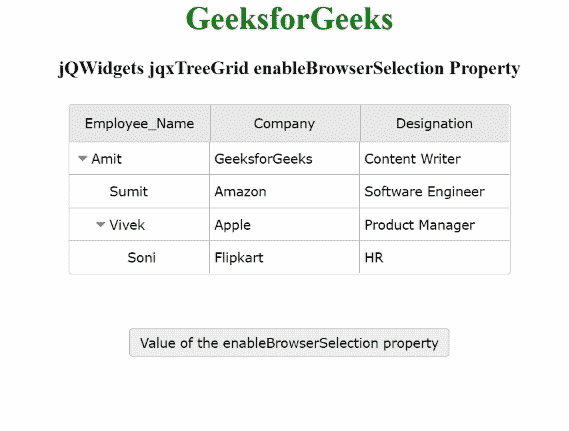 GeeksforGeeks
jQWidgets jqxTreeGrid enableBrowserSelection Property
Employee_Name Company Designation
Amit GeeksforGeeks Content Writer
Sumit Amazon Software Engineer
Vivek Apple Product Manager
Soni Flipkart HR
Value of the enableBrowserSelection property